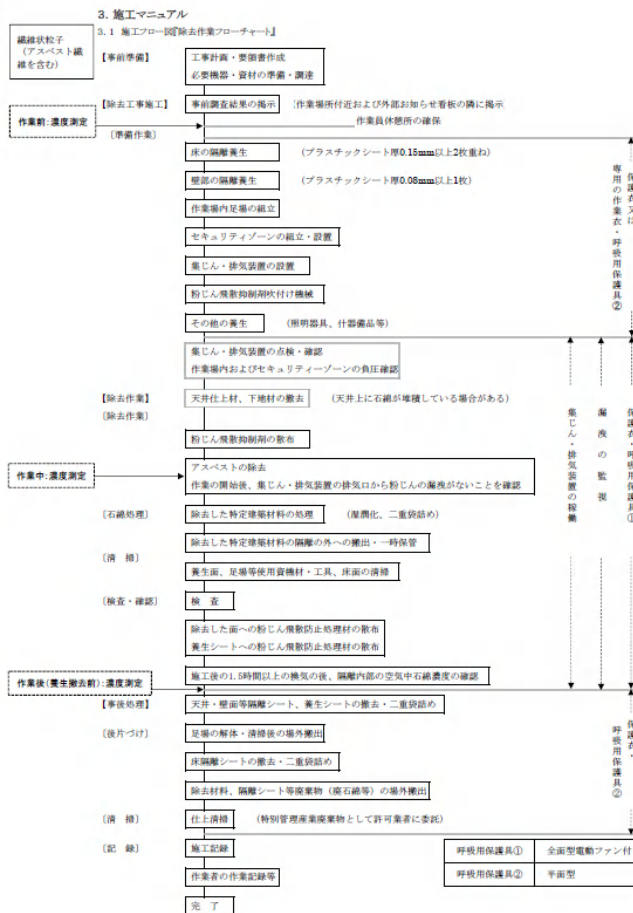 3. 施工マニュアル
3.1 施工フロー図『除去作業フローチャート』
繊維状粒子
(アスベスト繊
維を含む)
【事前準備】
工事計画・要領書作成
必要機器・資材の準備・調達
【除去工事施工】
事前調査結果の掲示
[作業場所付近および外部お知らせ看板の隣に掲示
作業前:濃度測定
作業員休憩所の確保
〔準備作業〕
床の隔離養生
(プラスチックシート厚0.15mm以上2枚重ね)
壁部の隔離養生
(プラスチックシート厚0.08mm以上1枚)
作業場内足場の組立
セキュリティゾーンの組立・設置
集じん・排気装置の設置
粉じん飛散抑制剤吹付け機械
その他の養生
(照明器具、什器備品等)
保護衣又は
専用の作業衣・呼吸用保護具②
集じん・排気装置の点検・確認
作業場内およびセキュリティーゾーンの負圧確認
【除去作業】
天井仕上材、下地材の撤去
(天井上に石綿が堆積している場合がある)
〔除去作業〕
粉じん飛散抑制剤の散布
作業中:濃度測定
アスベストの除去
作業の開始後、集じん・排気装置の排気口から粉じんの漏洩がないことを確認
〔石綿処理〕
除去した特定建築材料の処理
(湿潤化、二重袋詰め)
除去した特定建築材料の隔離の外への搬出・一時保管
〔清 掃〕
養生面、足場等使用資機材・工具、床面の清掃
〔検査・確認〕
検 査
除去した面への粉じん飛散防止処理材の散布
養生シートへの粉じん飛散防止処理材の散布
施工後の1.5時間以上の換気の後、隔離内部の空気中石綿濃度の確認
保護衣・呼吸用保護具①
漏洩の監視
集じん・排気装置の稼働
作業後(養生撤去前):濃度測定
【事後処理】
天井・壁面等隔離シート、養生シートの撤去・二重袋詰め
〔後片づけ〕
足場の解体・清掃後の場外搬出
床隔離シートの撤去・二重袋詰め
除去材料、隔離シート等廃棄物(廃石綿等)の場外搬出
〔清 掃〕
仕上清掃
(特別管理産業廃棄物として許可業者に委託)
保護衣・
呼吸用保護具②
〔記 録〕
施工記録
作業者の作業記録等
完 了
呼吸用保護具① 全面型電動ファン付
呼吸用保護具② 半面型